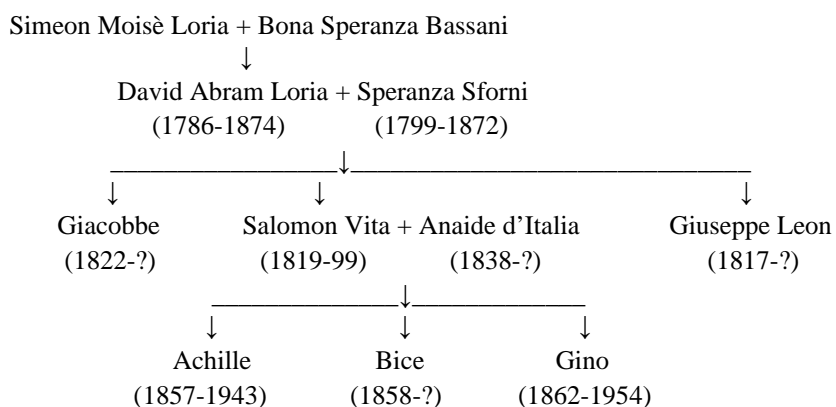 Simeon Moisè Loria + Bona Speranza Bassani
↓
David Abram Loria + Speranza Sforni
(1786-1874) (1799-1872)
↓
↓ ↓ ↓
Giacobbe Salomon Vita + Anaide d’Italia Giuseppe Leon
(1822-?) (1819-99) (1838-?) (1817-?)
↓
↓ ↓ ↓
Achille Bice Gino
(1857-1943) (1858-?) (1862-1954)